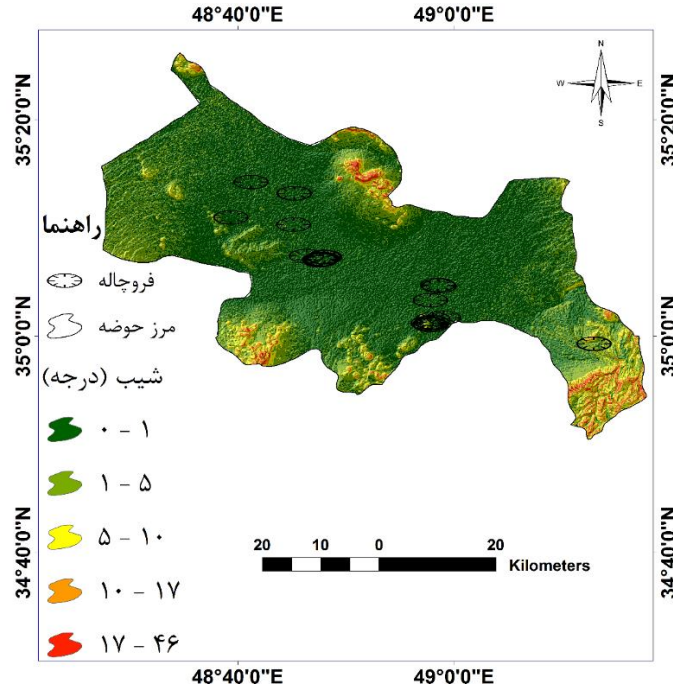 48°40'0"E 49°0'0"E
N
W E
S
35°20'0"N 35°20'0"N
راهنما
فروچاله
مرز حوضه
35°0'0"N 35°0'0"N
شیب (درجه)
۰ - ۱
۱ - ۵
۵ - ۱۰
۱۰ - ۱۷
۱۷ - ۴۶
34°40'0"N 34°40'0"N
20 10 0 20
Kilometers
48°40'0"E 49°0'0"E